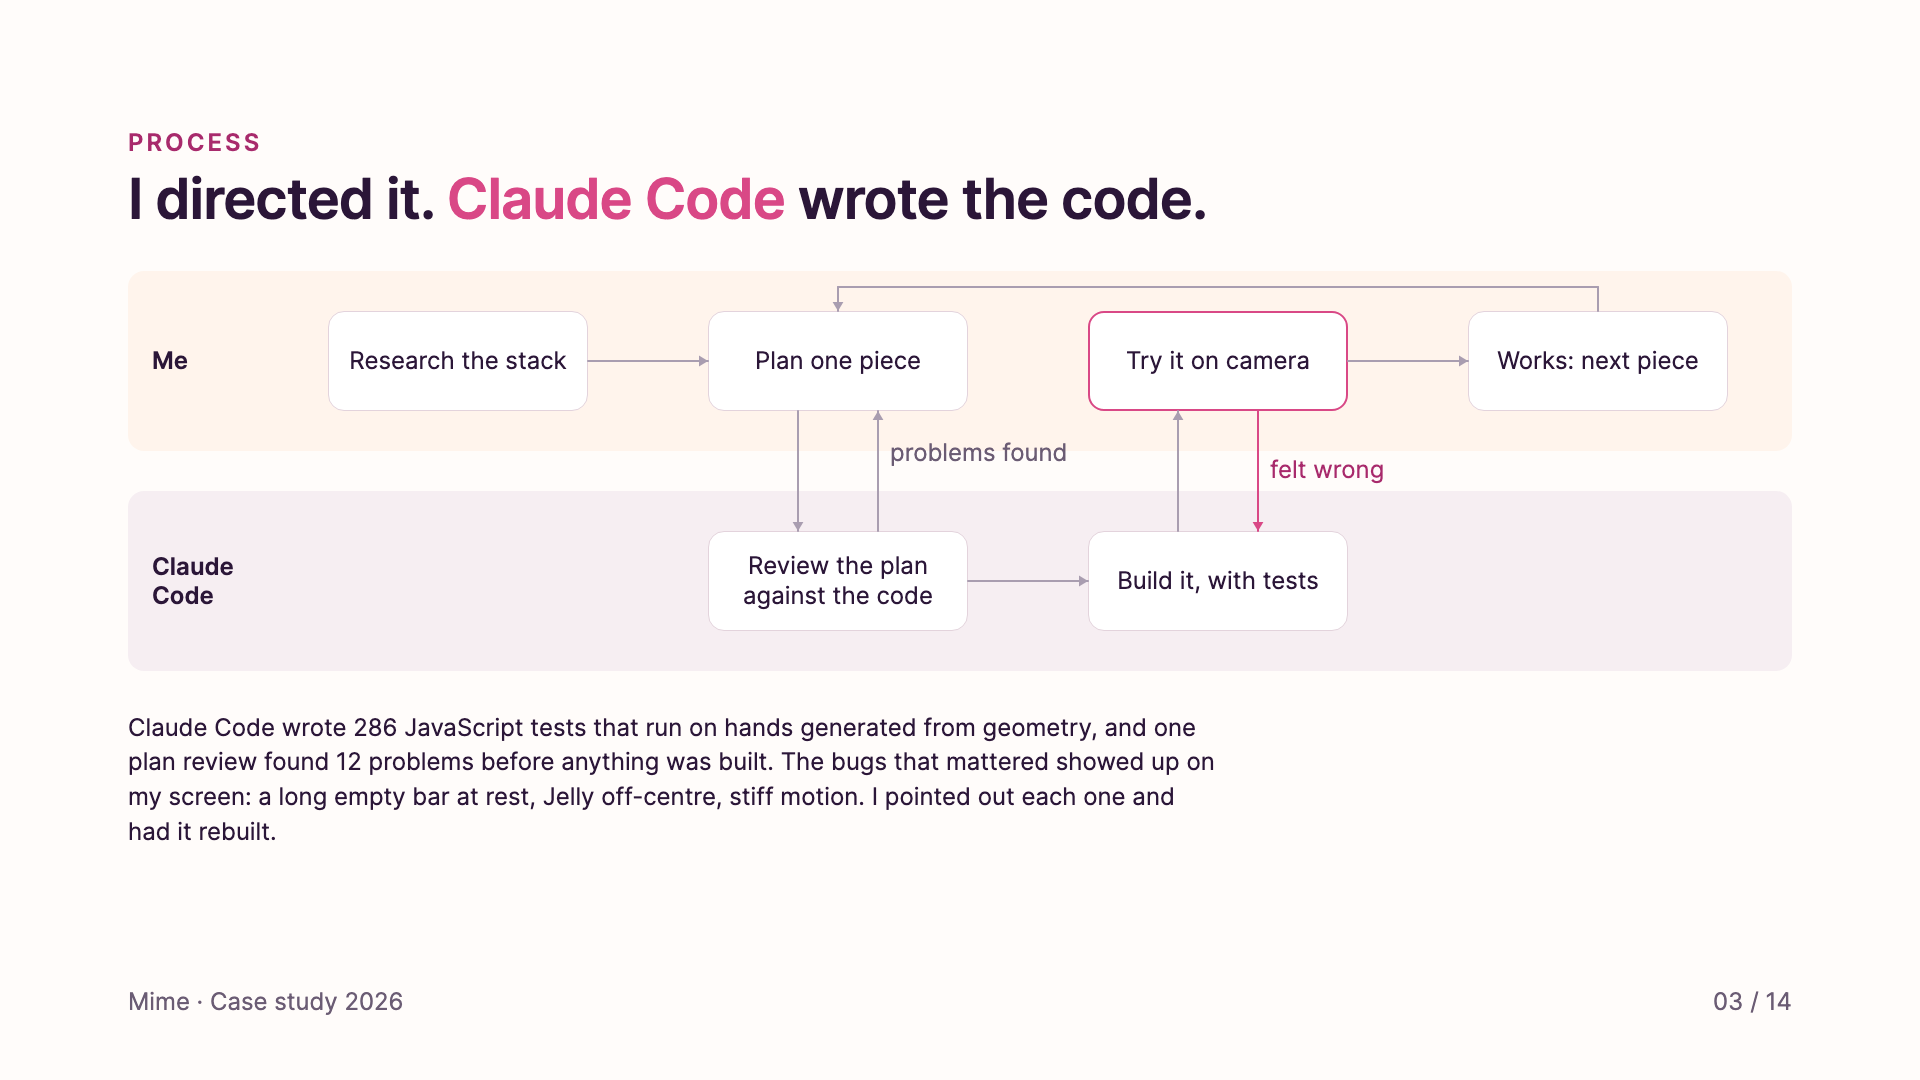 PROCESS
I directed it. Claude Code wrote the code.
Me
Research the stack
Plan one piece
Try it on camera
Works: next piece
problems found
felt wrong
Claude
Code
Review the plan
against the code
Build it, with tests
Claude Code wrote 286 JavaScript tests that run on hands generated from geometry, and one
plan review found 12 problems before anything was built. The bugs that mattered showed up on
my screen: a long empty bar at rest, Jelly off-centre, stiff motion. I pointed out each one and
had it rebuilt.
Mime · Case study 2026
03 / 14